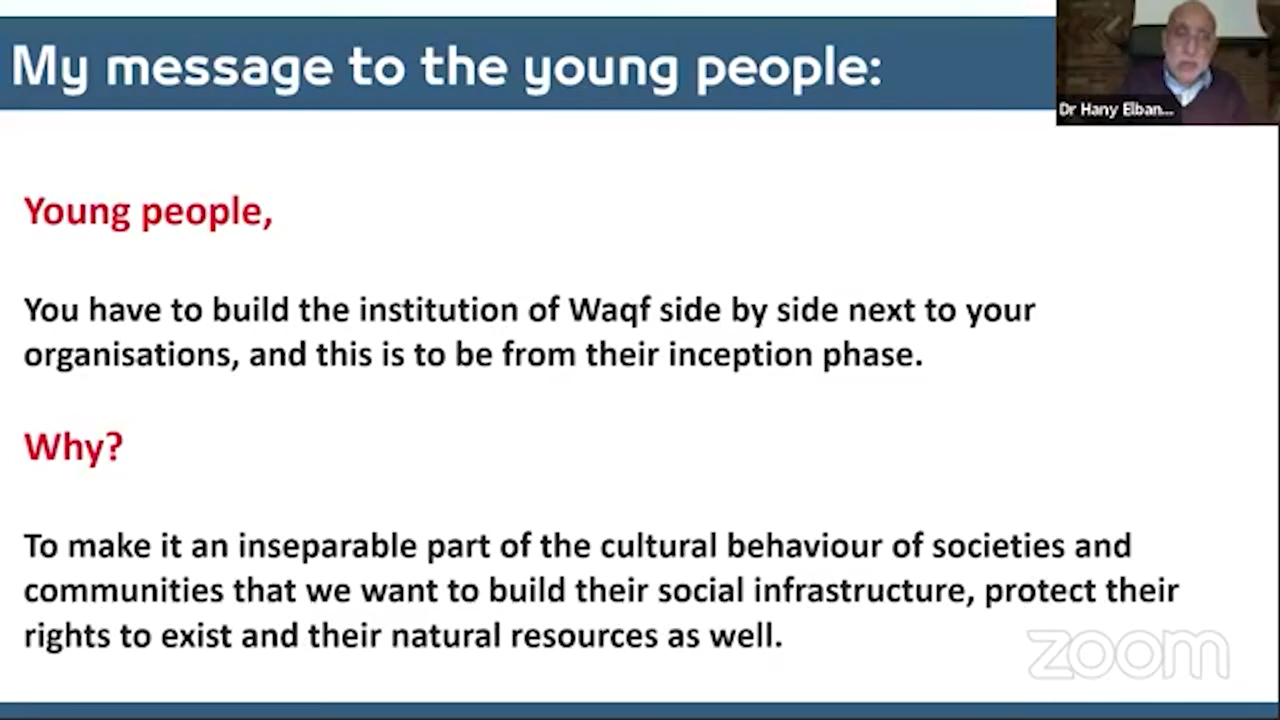 My message to the young people:
Dr Hany Elban...
Young people,
You have to build the institution of Waqf side by side next to your
organisations, and this is to be from their inception phase.
Why?
To make it an inseparable part of the cultural behaviour of societies and
communities that we want to build their social infrastructure, protect their
rights to exist and their natural resources as well.
zoom